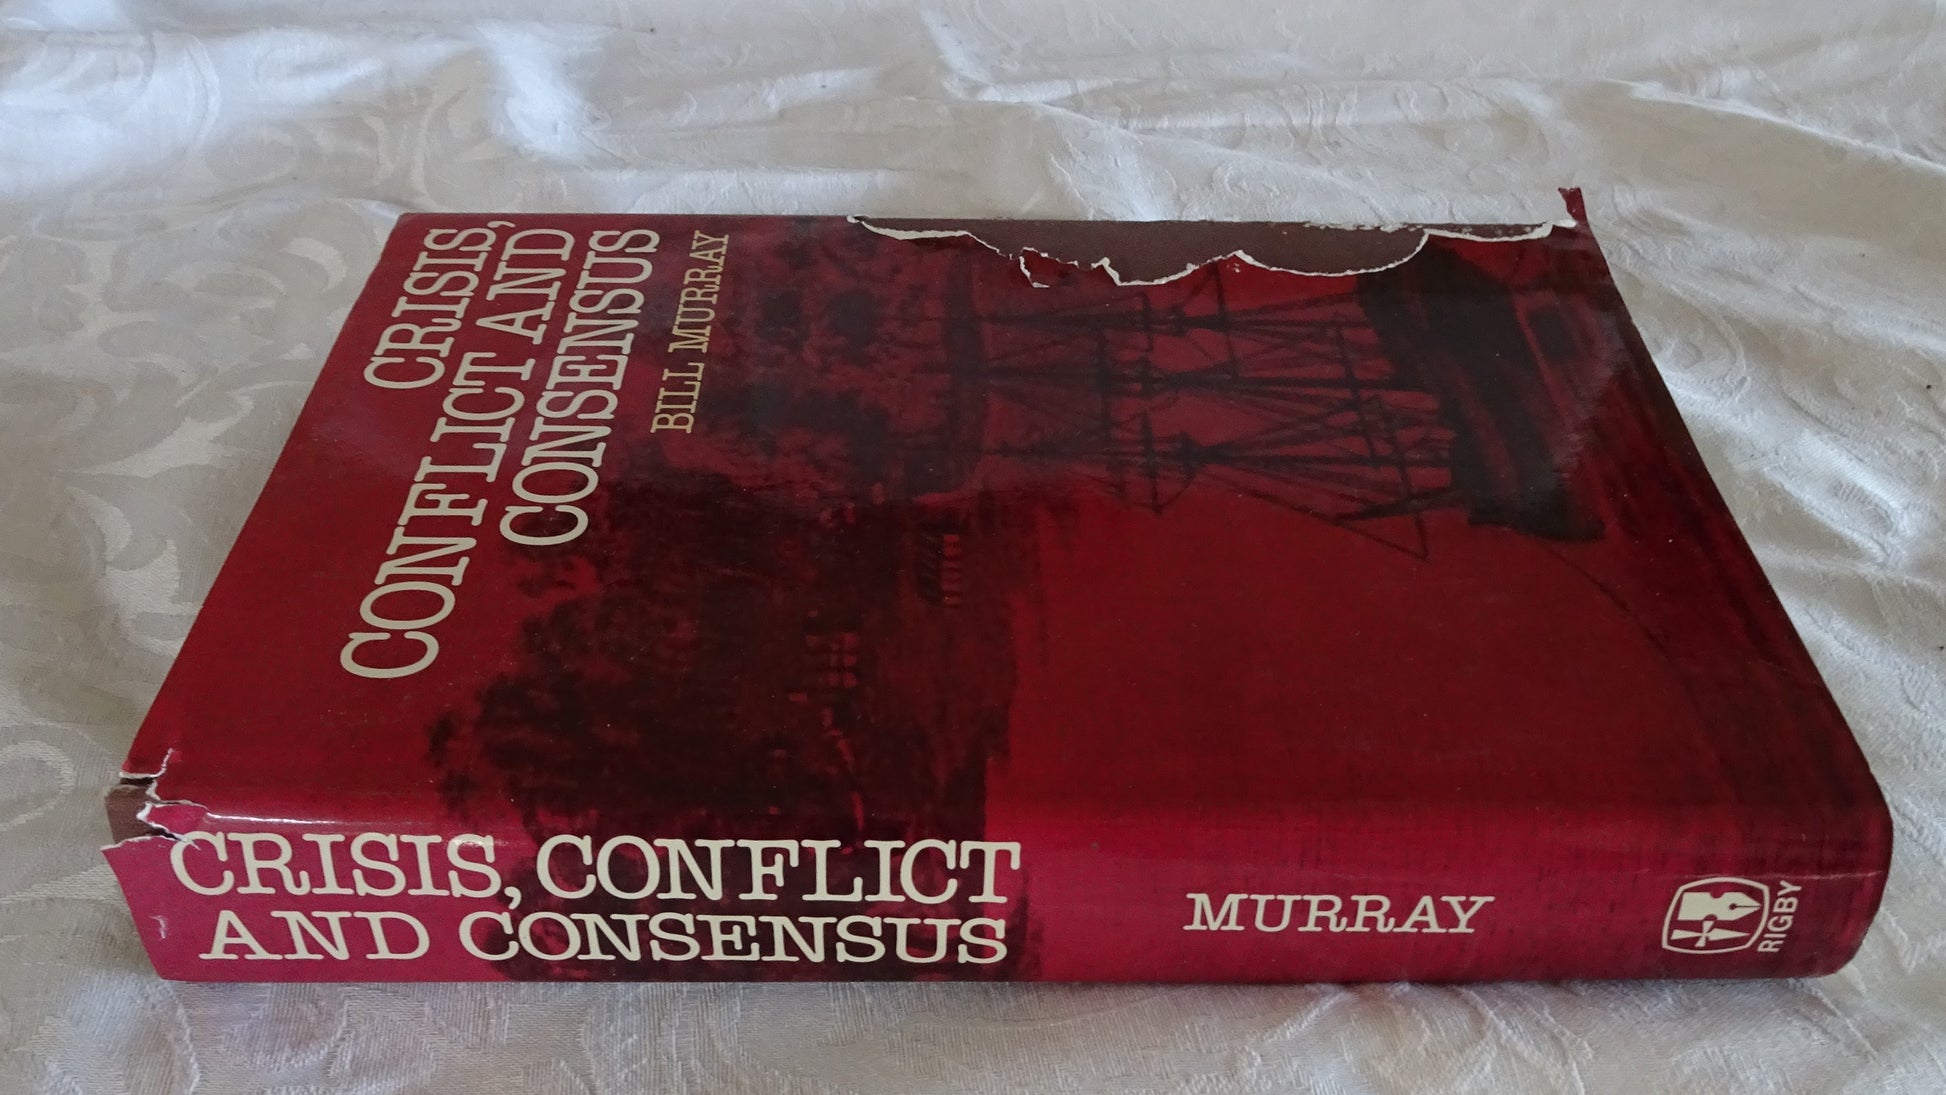 CRISIS,
CONFLICT AND
CONSENSUS
BILL MURRAY
CRISIS, CONFLICT
AND CONSENSUS
MURRAY
RIGBY